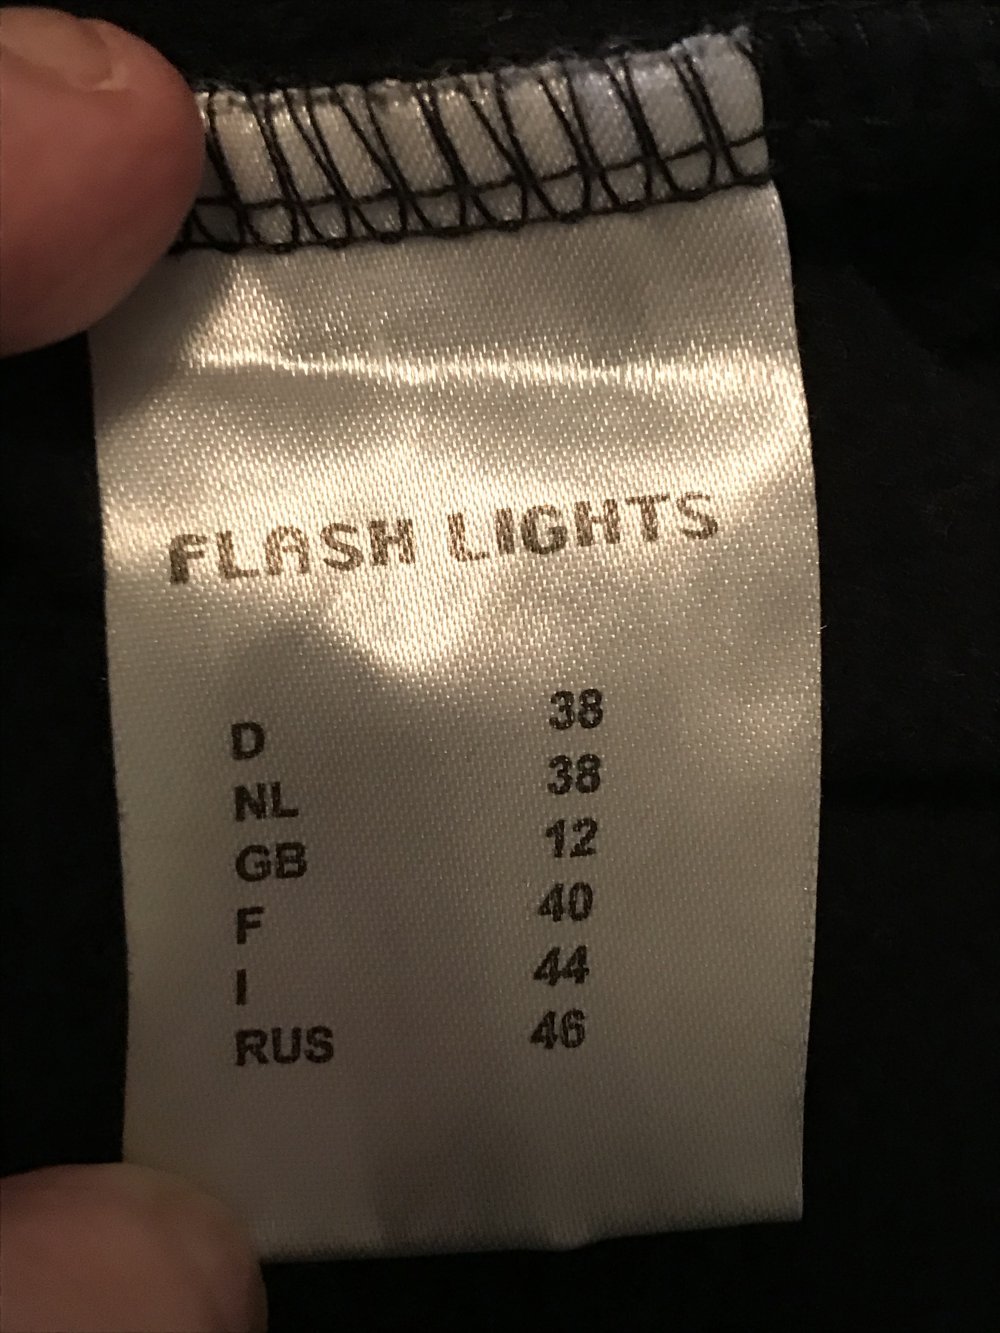 FLASH LIGHTS
D 38
NL 38
GB 12
F 40
I 44
RUS 46